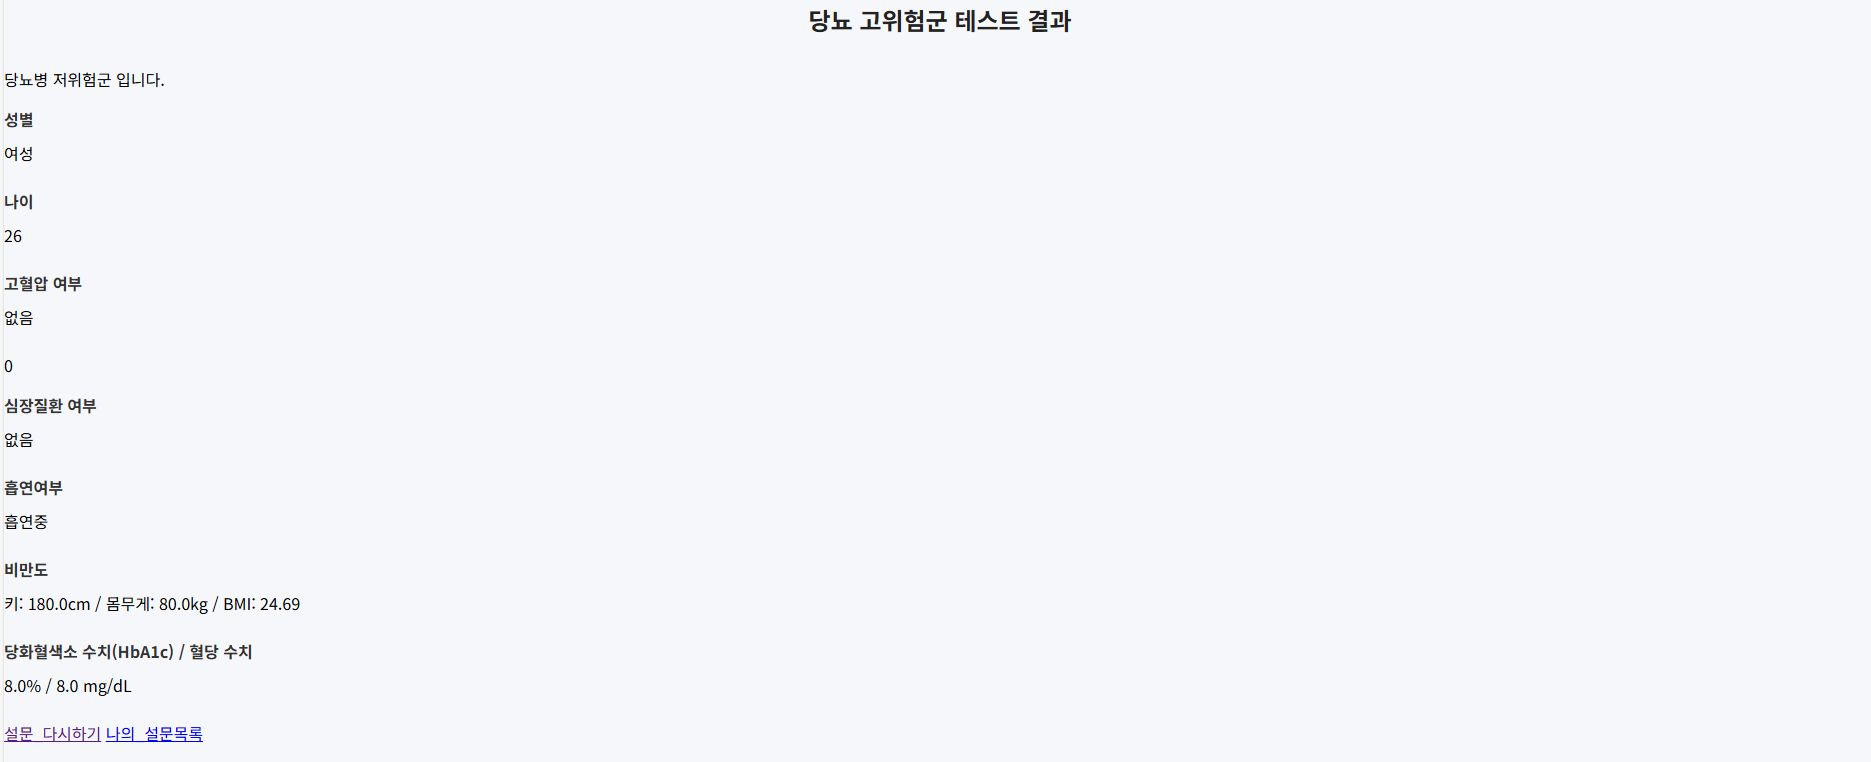 당뇨 고위험군 테스트 결과
당뇨병 저위험군 입니다.
성별
여성
나이
26
고혈압 여부
없음
0
심장질환 여부
없음
흡연여부
흡연중
비만도
키: 180.0cm / 몸무게: 80.0kg / BMI: 24.69
당화혈색소 수치(HbA1c) / 혈당 수치
8.0% / 8.0 mg/dL
설문_다시하기 나의_설문목록